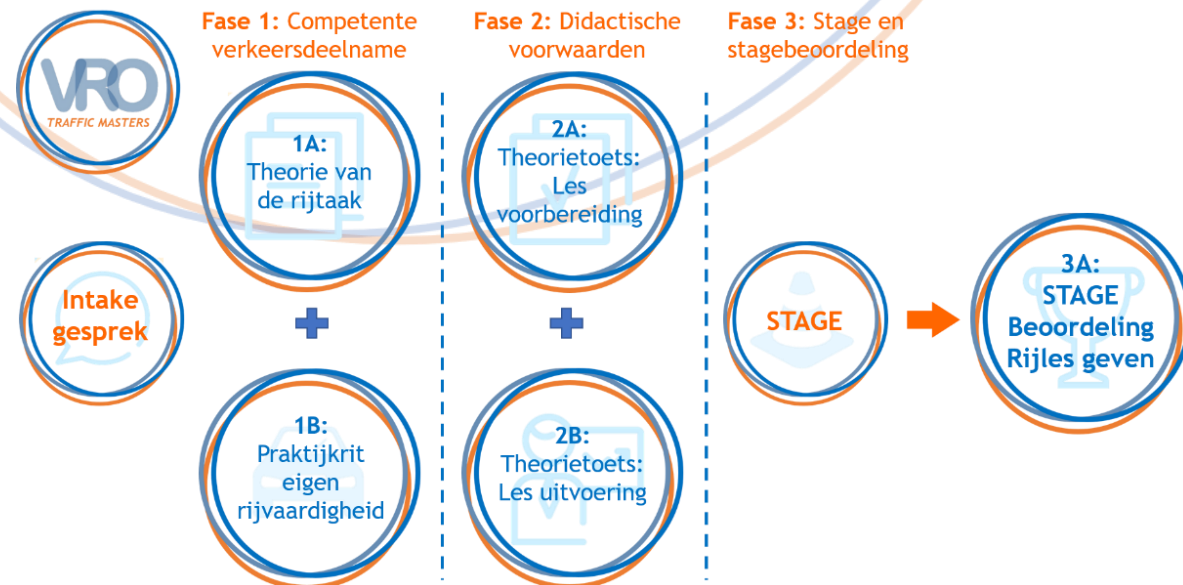 VRO
TRAFFIC MASTERS
Intake
gesprek
Fase 1: Competente
verkeersdeelname
1A:
Theorie van
de rijtaak
1B:
Praktijkrit
eigen
rijvaardigheid
Fase 2: Didactische
voorwaarden
2A:
Theorietoets:
Les
voorbereiding
2B:
Theorietoets:
Les uitvoering
Fase 3: Stage en
stagebeoordeling
STAGE
3A:
STAGE
Beoordeling
Rijles geven